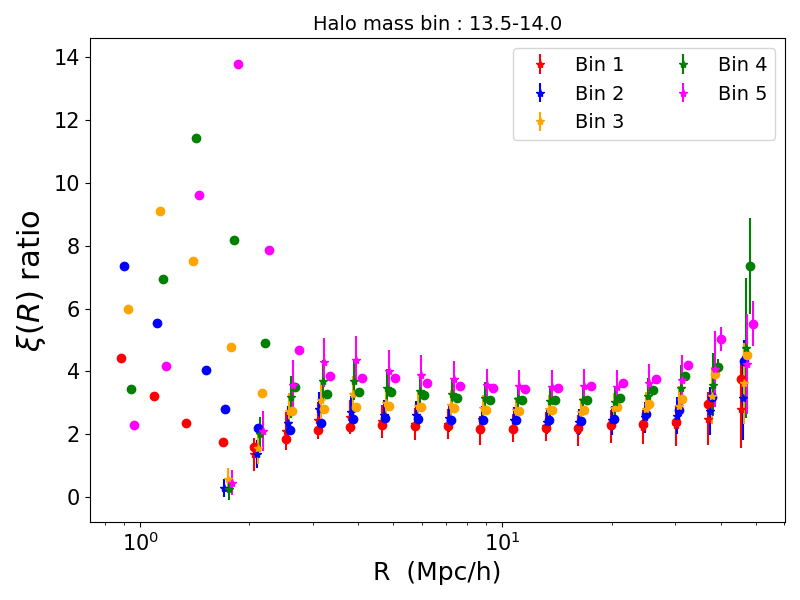 Halo mass bin : 13.5-14.0
14
12
10
8
6
4
2
0
ξ(R) ratio
Bin 1
Bin 2
Bin 3
Bin 4
Bin 5
10⁰
10¹
R (Mpc/h)